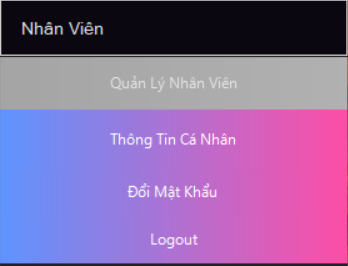 Nhân Viên
Quản Lý Nhân Viên
Thông Tin Cá Nhân
Đổi Mật Khẩu
Logout